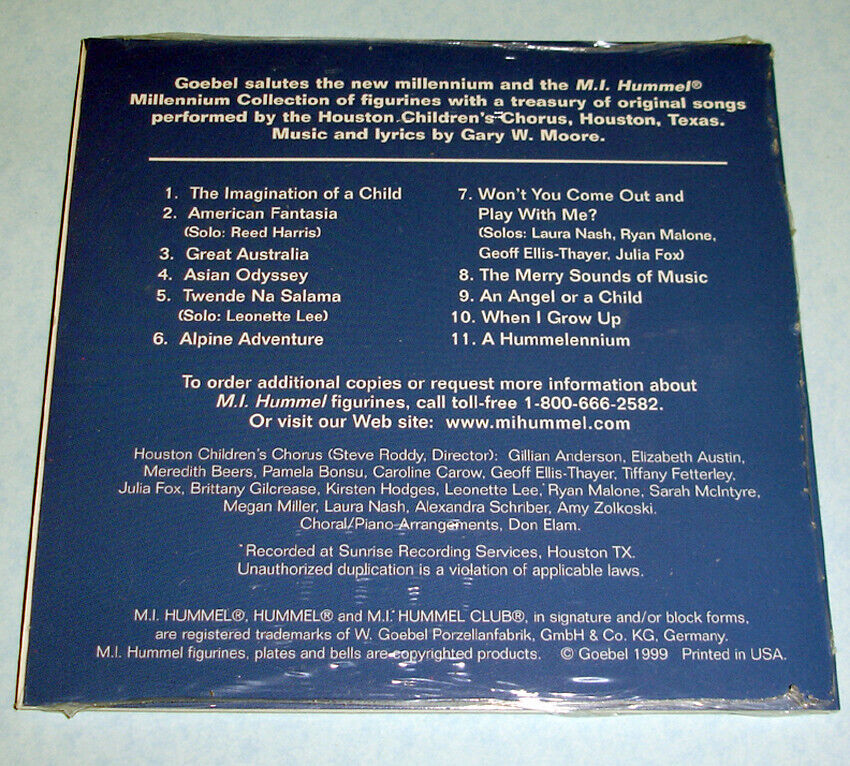 Goebel salutes the new millennium and the M.I. Hummel®
Millennium Collection of figurines with a treasury of original songs
performed by the Houston Children's Chorus, Houston, Texas.
Music and lyrics by Gary W. Moore.
1. The Imagination of a Child
2. American Fantasia
(Solo: Reed Harris)
3. Great Australia
4. Asian Odyssey
5. Twende Na Salama
(Solo: Leonette Lee)
6. Alpine Adventure
7. Won't You Come Out and
Play With Me?
(Solos: Laura Nash, Ryan Malone,
Geoff Ellis-Thayer, Julia Fox)
8. The Merry Sounds of Music
9. An Angel or a Child
10. When I Grow Up
11. A Hummelennium
To order additional copies or request more information about
M.I. Hummel figurines, call toll-free 1-800-666-2582.
Or visit our Web site: www.mihummel.com
Houston Children's Chorus (Steve Roddy, Director): Gillian Anderson, Elizabeth Austin,
Meredith Beers, Pamela Bonsu, Caroline Carow, Geoff Ellis-Thayer, Tiffany Fetterley,
Julia Fox, Brittany Gilcrease, Kirsten Hodges, Leonette Lee, Ryan Malone, Sarah McIntyre,
Megan Miller, Laura Nash, Alexandra Schriber, Amy Zolkoski.
Choral/Piano Arrangements, Don Elam.
Recorded at Sunrise Recording Services, Houston TX.
Unauthorized duplication is a violation of applicable laws.
M.I. HUMMEL®, HUMMEL® and M.I. HUMMEL CLUB®, in signature and/or block forms,
are registered trademarks of W. Goebel Porzellanfabrik, GmbH & Co. KG, Germany.
M.I. Hummel figurines, plates and bells are copyrighted products. © Goebel 1999 Printed in USA.